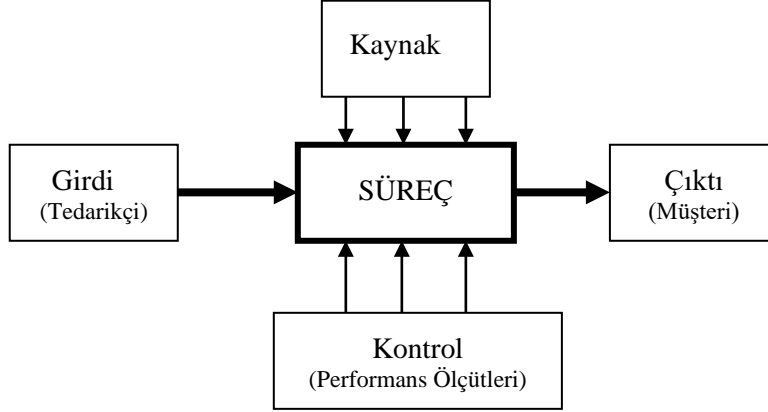 Kaynak
Girdi
(Tedarikçi)
SÜREÇ
Çıktı
(Müşteri)
Kontrol
(Performans Ölçütleri)